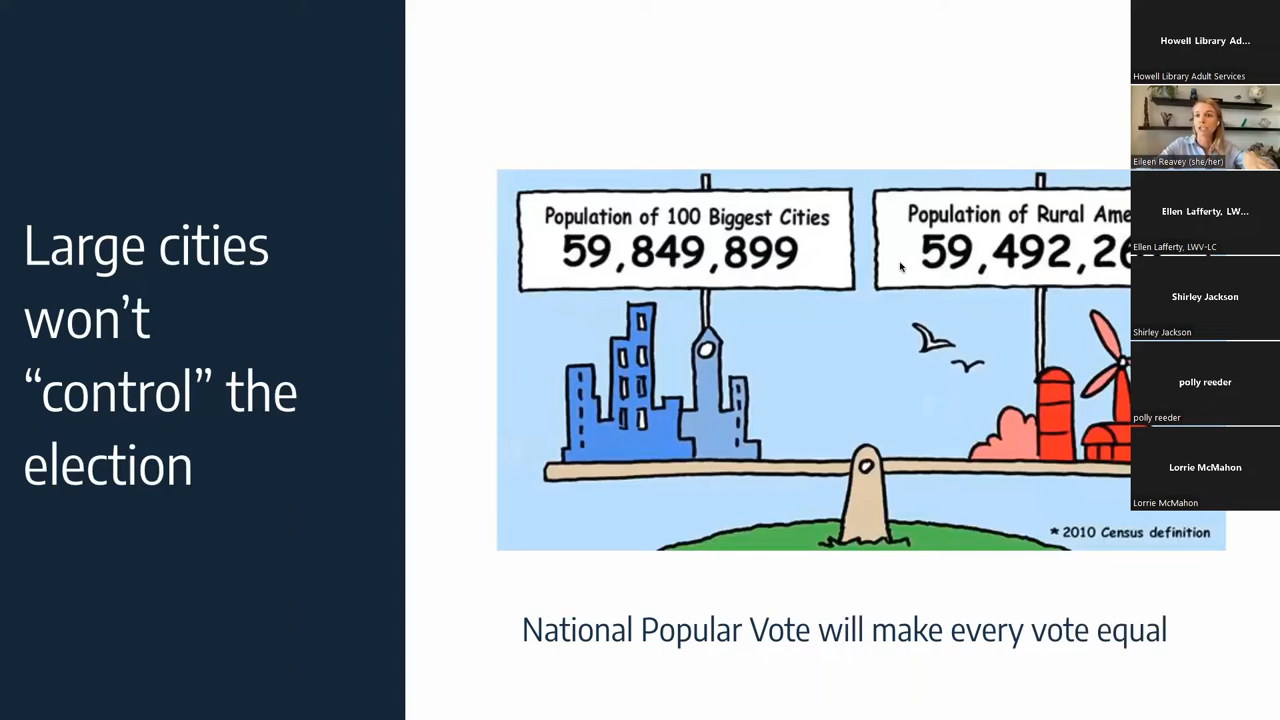 Large cities
won’t
“control” the
election
Population of 100 Biggest Cities
59,849,899
Population of Rural
59,492,26
* 2010 Census definition
National Popular Vote will make every vote equal
Howell Library Ad...
Howell Library Adult Services
Eileen Reavey (she/her)
Ellen Lafferty, LW...
Ellen Lafferty, LWV-LC
Shirley Jackson
Shirley Jackson
polly reeder
polly reeder
Lorrie McMahon
Lorrie McMahon